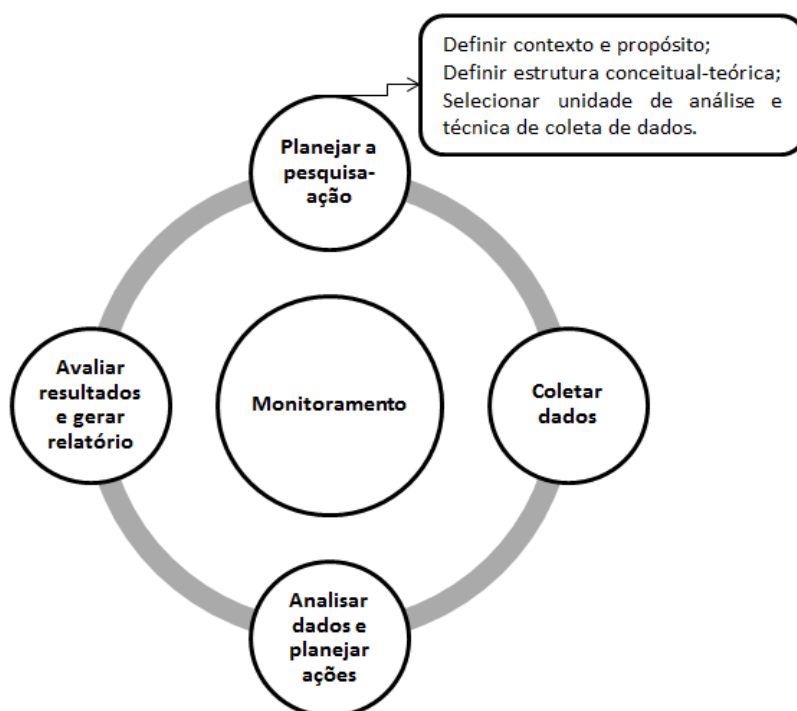 Definir contexto e propósito;
Definir estrutura conceitual-teórica;
Selecionar unidade de análise e
técnica de coleta de dados.
Planejar a
pesquisa-
ação
Avaliar
resultados
e gerar
relatório
Monitoramento
Coletar
dados
Analisar
dados e
planejar
ações